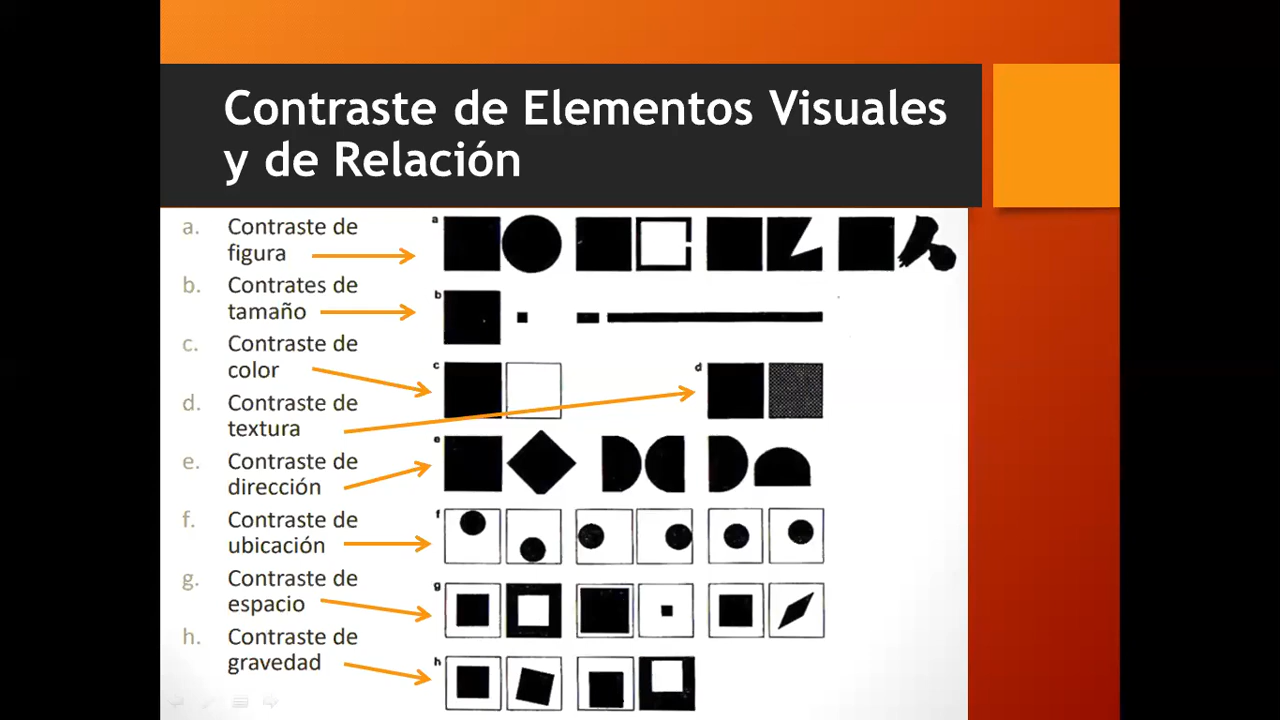 Contraste de Elementos Visuales
y de Relación
a. Contraste de
figura
b. Contrates de
tamaño
c. Contraste de
color
d. Contraste de
textura
e. Contraste de
dirección
f. Contraste de
ubicación
g. Contraste de
espacio
h. Contraste de
gravedad
a
b
c
d
e
f
g
h